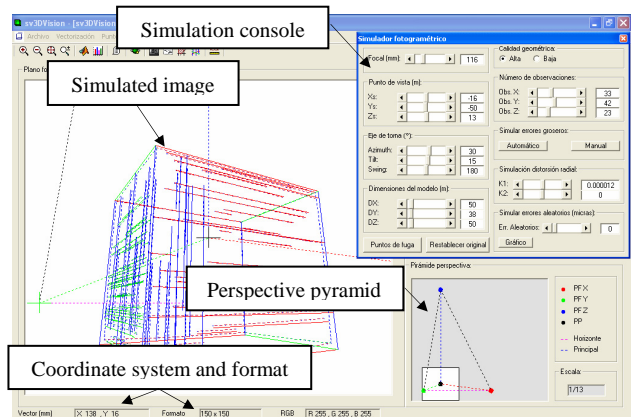 sv3DVision - [sv3DVis
Archivo Vectorización Punto
Simulation console
Plano fo
Simulated image
Simulador fotogramétrico
Focal (mm): 116
Calidad geométrica:
Alta Baja
Punto de vista (m):
Xs: -16
Ys: -50
Zs: 13
Número de observaciones:
Obs. X: 33
Obs. Y: 42
Obs. Z: 23
Eje de toma (º):
Azimuth: 30
Tilt: 15
Swing: 180
Simular errores groseros:
Automático Manual
Simulación distorsión radial:
K1: 0.000012
K2: 0
Dimensiones del modelo (m):
DX: 50
DY: 38
DZ: 50
Simular errores aleatorios (micras):
Err. Aleatorios: 0
Gráfico
Puntos de fuga Restablecer original
Pirámide perspectiva:
Perspective pyramid
PF X
PF Y
PF Z
PP
Horizonte
Principal
Escala:
1/13
Coordinate system and format
Vector (mm) X 138 , Y 16 Formato 150 x 150 RGB R 255 , G 255 , B 255